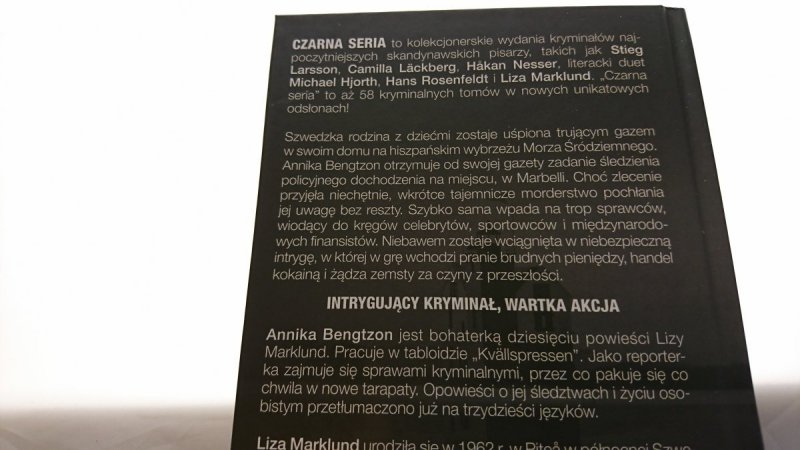 CZARNA SERIA to kolekcjonerskie wydania kryminałów naj-
poczytniejszych skandynawskich pisarzy, takich jak Stieg
Larsson, Camilla Läckberg, Håkan Nesser, literacki duet
Michael Hjorth, Hans Rosenfeldt i Liza Marklund. „Czarna
seria” to aż 58 kryminalnych tomów w nowych unikatowych
odsłonach!
Szwedzka rodzina z dziećmi zostaje uśpiona trującym gazem
w swoim domu na hiszpańskim wybrzeżu Morza Śródziemnego.
Annika Bengtzon otrzymuje od swojej gazety zadanie śledzenia
policyjnego dochodzenia na miejscu, w Marbelli. Choć zlecenie
przyjęła niechętnie, wkrótce tajemnicze morderstwo pochłania
jej uwagę bez reszty. Szybko sama wpada na trop sprawców,
wiodący do kręgów celebrytów, sportowców i międzynarodo-
wych finansistów. Niebawem zostaje wciągnięta w niebezpieczną
intrygę, w której w grę wchodzi pranie brudnych pieniędzy, handel
kokainą i żądza zemsty za czyny z przeszłości.
INTRYGUJĄCY KRYMINAŁ, WARTKA AKCJA
Annika Bengtzon jest bohaterką dziesięciu powieści Lizy
Marklund. Pracuje w tabloidzie „Kvällspressen”. Jako reporter-
ka zajmuje się sprawami kryminalnymi, przez co pakuje się co
chwila w nowe tarapaty. Opowieści o jej śledztwach i życiu oso-
bistym przetłumaczono już na trzydzieści języków.
Liza Marklund urodziła się w 1962 r. w Piteå w północnej Szwe-